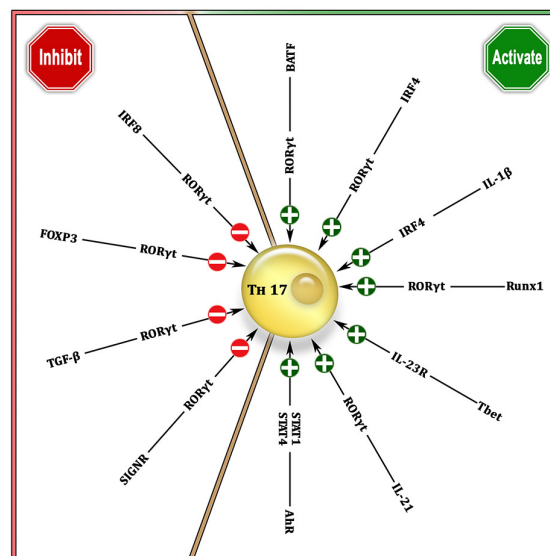 Inhibit
Activate
BATF
RORγt
IRF4
RORγt
IL-1β
IRF4
Runx1
RORγt
Tbet
IL-23R
IL-21
RORγt
AhR
STAT1
STAT4
SIGNR
RORγt
TGF-β
RORγt
FOXP3
RORγt
IRF8
RORγt
TH 17